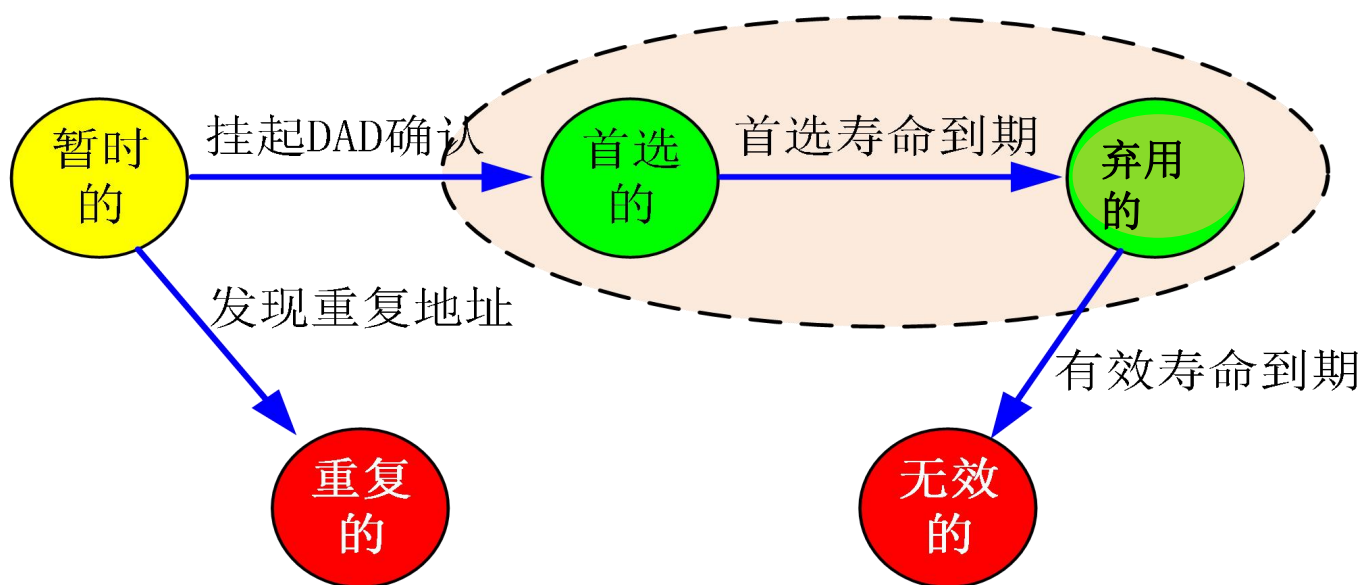 暂时
的
挂起DAD确认
首选
的
首选寿命到期
弃用
的
发现重复地址
有效寿命到期
重复
的
无效
的